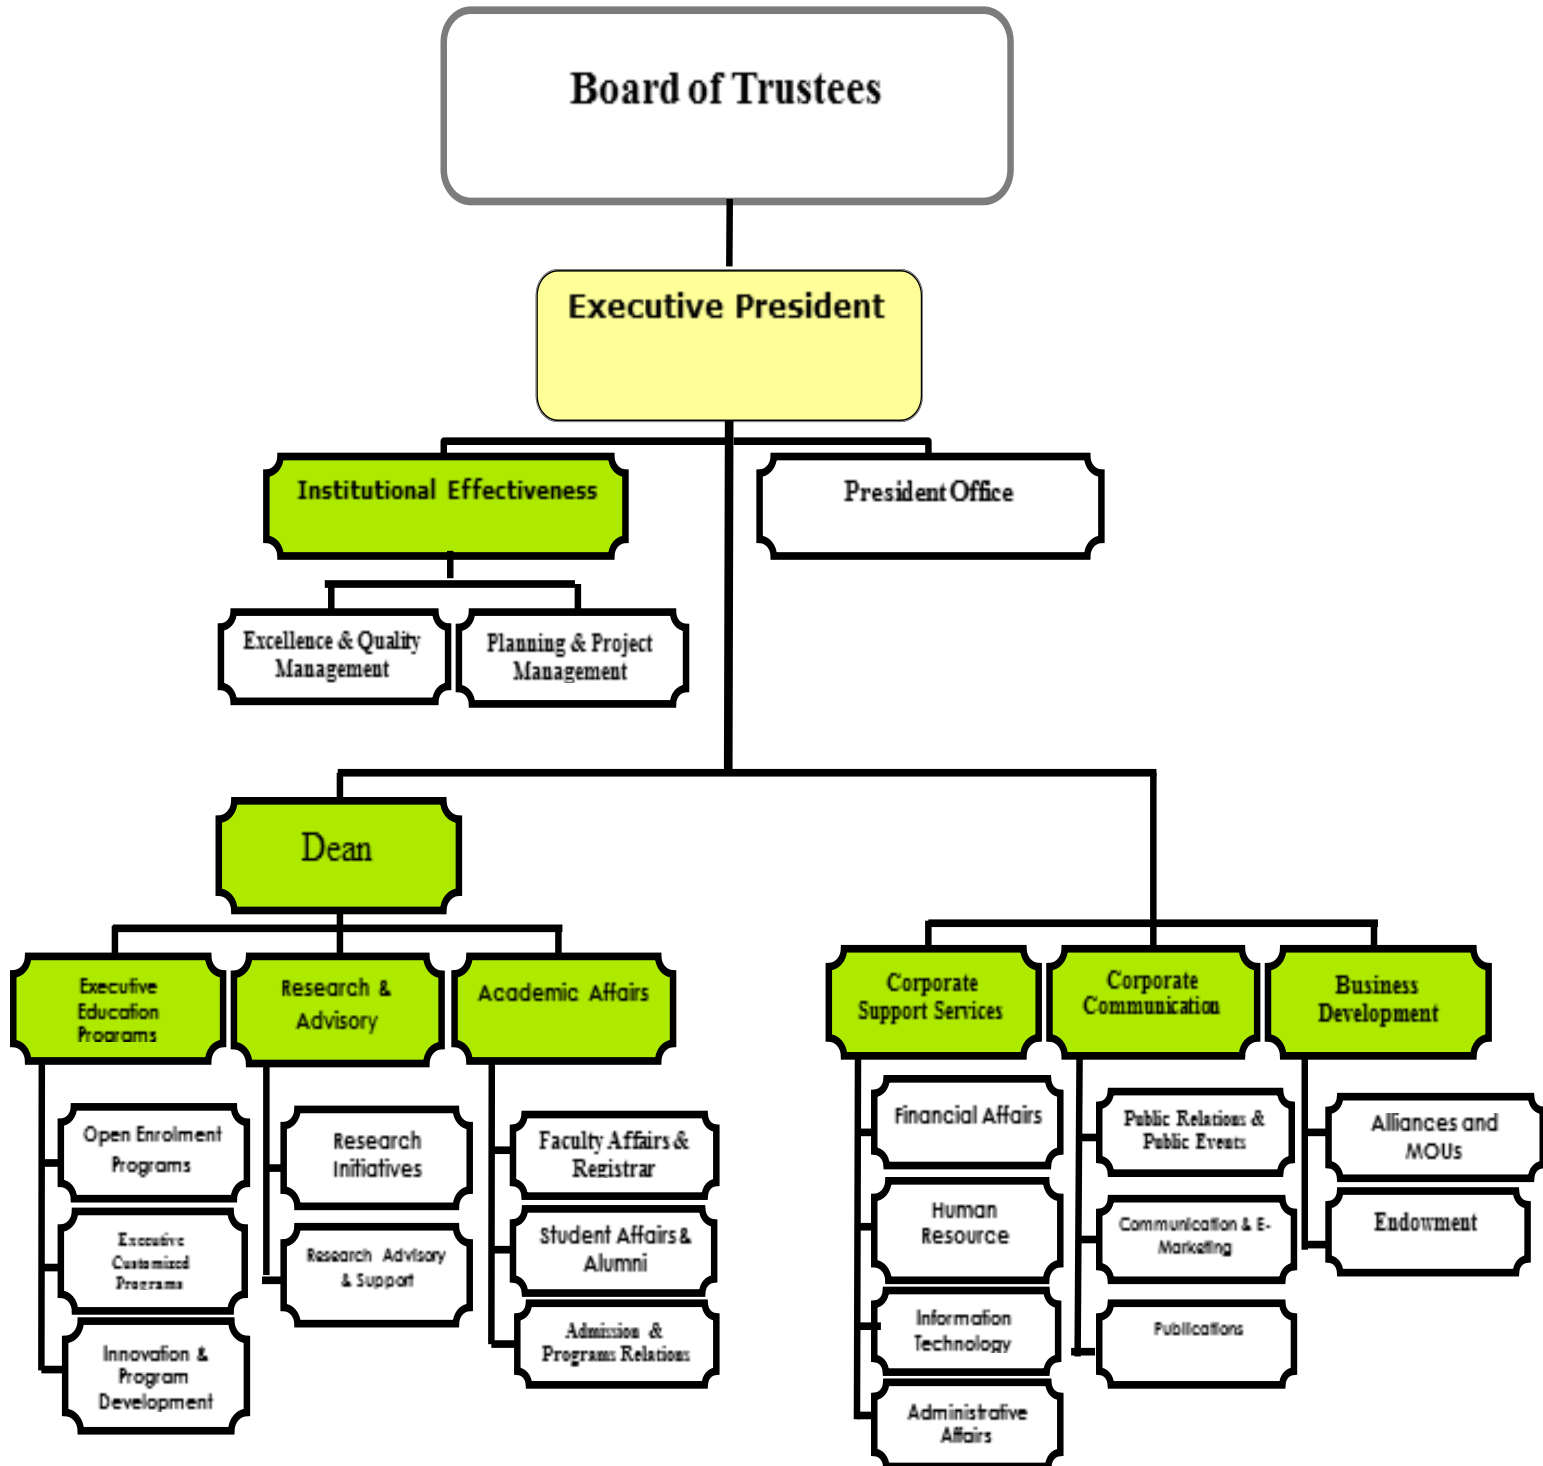 Board of Trustees
Executive President
Institutional Effectiveness
President Office
Excellence & Quality
Management
Planning & Project
Management
Dean
Executive
Education
Programs
Research &
Advisory
Academic Affairs
Corporate
Support Services
Corporate
Communication
Business
Development
Open Enrolment
Programs
Executive
Customized
Programs
Innovation &
Program
Development
Research
Initiatives
Research Advisory
& Support
Faculty Affairs &
Registrar
Student Affairs &
Alumni
Admission &
Programs Relations
Financial Affairs
Human
Resource
Information
Technology
Administrative
Affairs
Public Relations &
Public Events
Communication & E-
Marketing
Publications
Alliances and
MOUs
Endowment